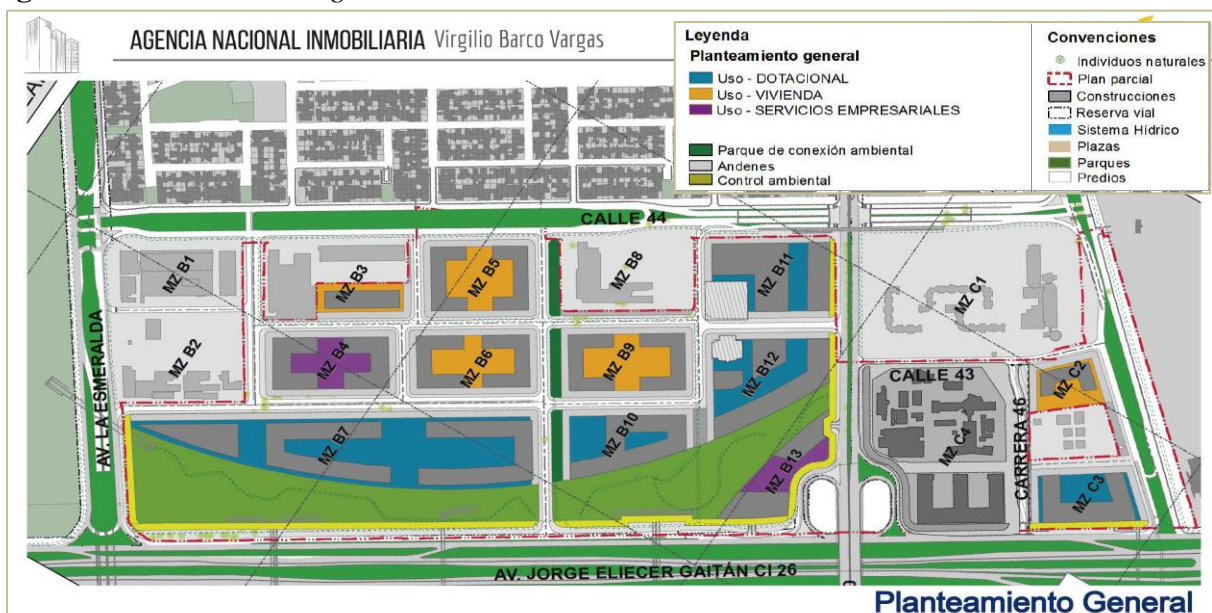 AGENCIA NACIONAL INMOBILIARIA Virgilio Barco Vargas
Leyenda
Planteamiento general
Uso - DOTACIONAL
Uso - VIVIENDA
Uso - SERVICIOS EMPRESARIALES
Parque de conexión ambiental
Andenes
Control ambiental
Convenciones
Individuos naturales
Plan parcial
Construcciones
Reserva vial
Sistema Hídrico
Plazas
Parques
Predios
CALLE 44
MZ B1
MZ B3
MZ B5
MZ B8
MZ B11
MZ C1
AV. LA ESMERALDA
MZ B2
MZ B4
MZ B6
MZ B9
MZ B12
CALLE 43
MZ C2
MZ B7
MZ B10
MZ B13
MZ C4
CARRERA 46
MZ C3
AV. JORGE ELIECER GAITÁN Cl 26
Planteamiento General